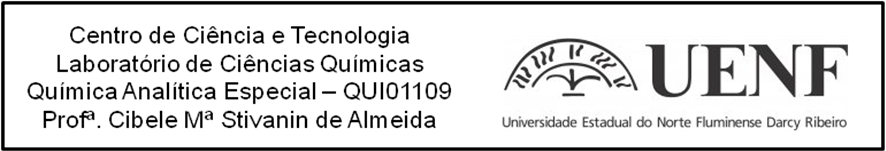 Centro de Ciência e Tecnologia
Laboratório de Ciências Químicas
Química Analítica Especial – QUI01109
Profª. Cibele Mª Stivanin de Almeida
UENF
Universidade Estadual do Norte Fluminense Darcy Ribeiro